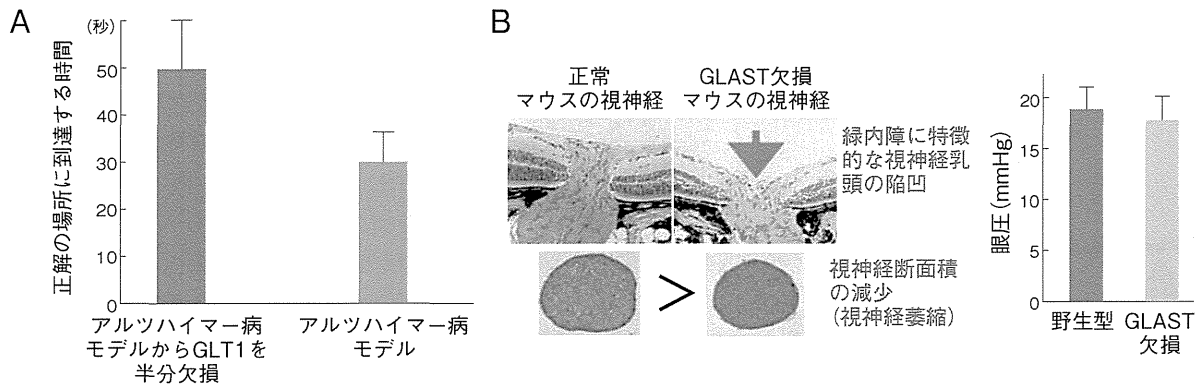 A
(秒)
正解の場所に到達する時間
50
40
30
20
10
0
アルツハイマー病
モデルからGLT1を
半分欠損
アルツハイマー病
モデル
B
正常
マウスの視神経
GLAST欠損
マウスの視神経
緑内障に特徴
的な視神経乳
頭の陥凹
>
視神経断面積
の減少
(視神経萎縮)
眼圧(mmHg)
20
15
10
5
0
野生型
GLAST
欠損